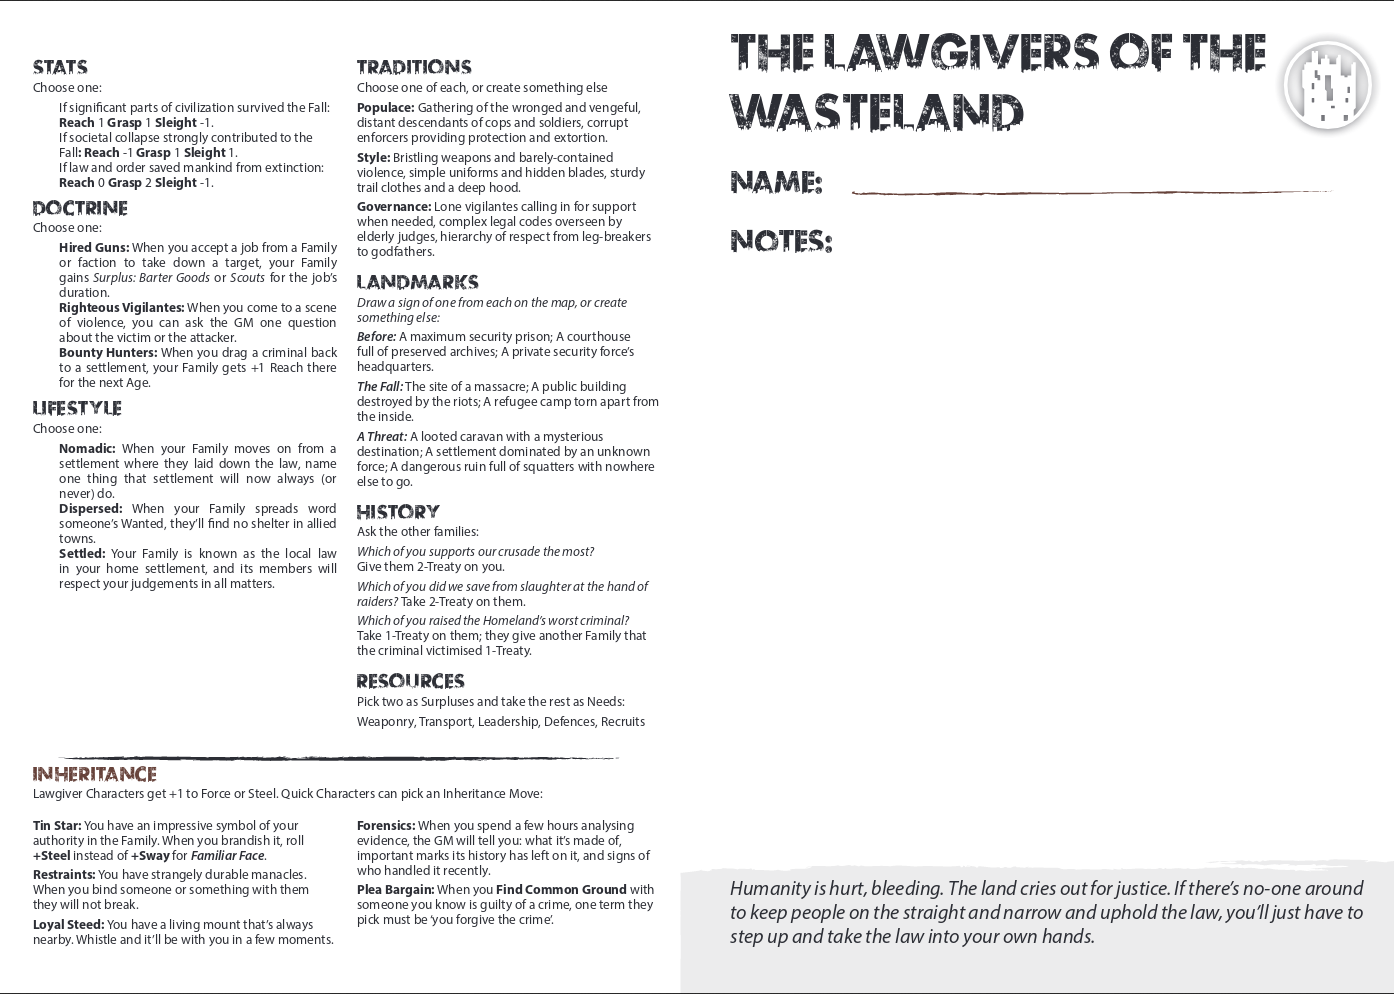 STATS
Choose one:
If significant parts of civilization survived the Fall:
Reach 1 Grasp 1 Sleight -1.
If societal collapse strongly contributed to the
Fall: Reach -1 Grasp 1 Sleight 1.
If law and order saved mankind from extinction:
Reach 0 Grasp 2 Sleight -1.
DOCTRINE
Choose one:
Hired Guns: When you accept a job from a Family
or faction to take down a target, your Family
gains Surplus: Barter Goods or Scouts for the job's
duration.
Righteous Vigilantes: When you come to a scene
of violence, you can ask the GM one question
about the victim or the attacker.
Bounty Hunters: When you drag a criminal back
to a settlement, your Family gets +1 Reach there
for the next Age.
LIFESTYLE
Choose one:
Nomadic: When your Family moves on from a
settlement where they laid down the law, name
one thing that settlement will now always (or
never) do.
Dispersed: When your Family spreads word
someone's Wanted, they'll find no shelter in allied
towns.
Settled: Your Family is known as the local law
in your home settlement, and its members will
respect your judgements in all matters.
TRADITIONS
Choose one of each, or create something else
Populace: Gathering of the wronged and vengeful,
distant descendants of cops and soldiers, corrupt
enforcers providing protection and extortion.
Style: Bristling weapons and barely-contained
violence, simple uniforms and hidden blades, sturdy
trail clothes and a deep hood.
Governance: Lone vigilantes calling in for support
when needed, complex legal codes overseen by
elderly judges, hierarchy of respect from leg-breakers
to godfathers.
LANDMARKS
Draw a sign of one from each on the map, or create
something else:
Before: A maximum security prison; A courthouse
full of preserved archives; A private security force's
headquarters.
The Fall: The site of a massacre; A public building
destroyed by the riots; A refugee camp torn apart from
the inside.
A Threat: A looted caravan with a mysterious
destination; A settlement dominated by an unknown
force; A dangerous ruin full of squatters with nowhere
else to go.
HISTORY
Ask the other families:
Which of you supports our crusade the most?
Give them 2-Treaty on you.
Which of you did we save from slaughter at the hand of
raiders? Take 2-Treaty on them.
Which of you raised the Homeland's worst criminal?
Take 1-Treaty on them; they give another Family that
the criminal victimised 1-Treaty.
RESOURCES
Pick two as Surpluses and take the rest as Needs:
Weaponry, Transport, Leadership, Defences, Recruits
INHERITANCE
Lawgiver Characters get +1 to Force or Steel. Quick Characters can pick an Inheritance Move:
Tin Star: You have an impressive symbol of your
authority in the Family. When you brandish it, roll
+Steel instead of +Sway for Familiar Face.
Restraints: You have strangely durable manacles.
When you bind someone or something with them
they will not break.
Loyal Steed: You have a living mount that's always
nearby. Whistle and it'll be with you in a few moments.
Forensics: When you spend a few hours analysing
evidence, the GM will tell you: what it's made of,
important marks its history has left on it, and signs of
who handled it recently.
Plea Bargain: When you Find Common Ground with
someone you know is guilty of a crime, one term they
pick must be 'you forgive the crime'.
THE LAWGIVERS OF THE
WASTELAND
NAME:
NOTES:
Humanity is hurt, bleeding. The land cries out for justice. If there's no-one around
to keep people on the straight and narrow and uphold the law, you'll just have to
step up and take the law into your own hands.